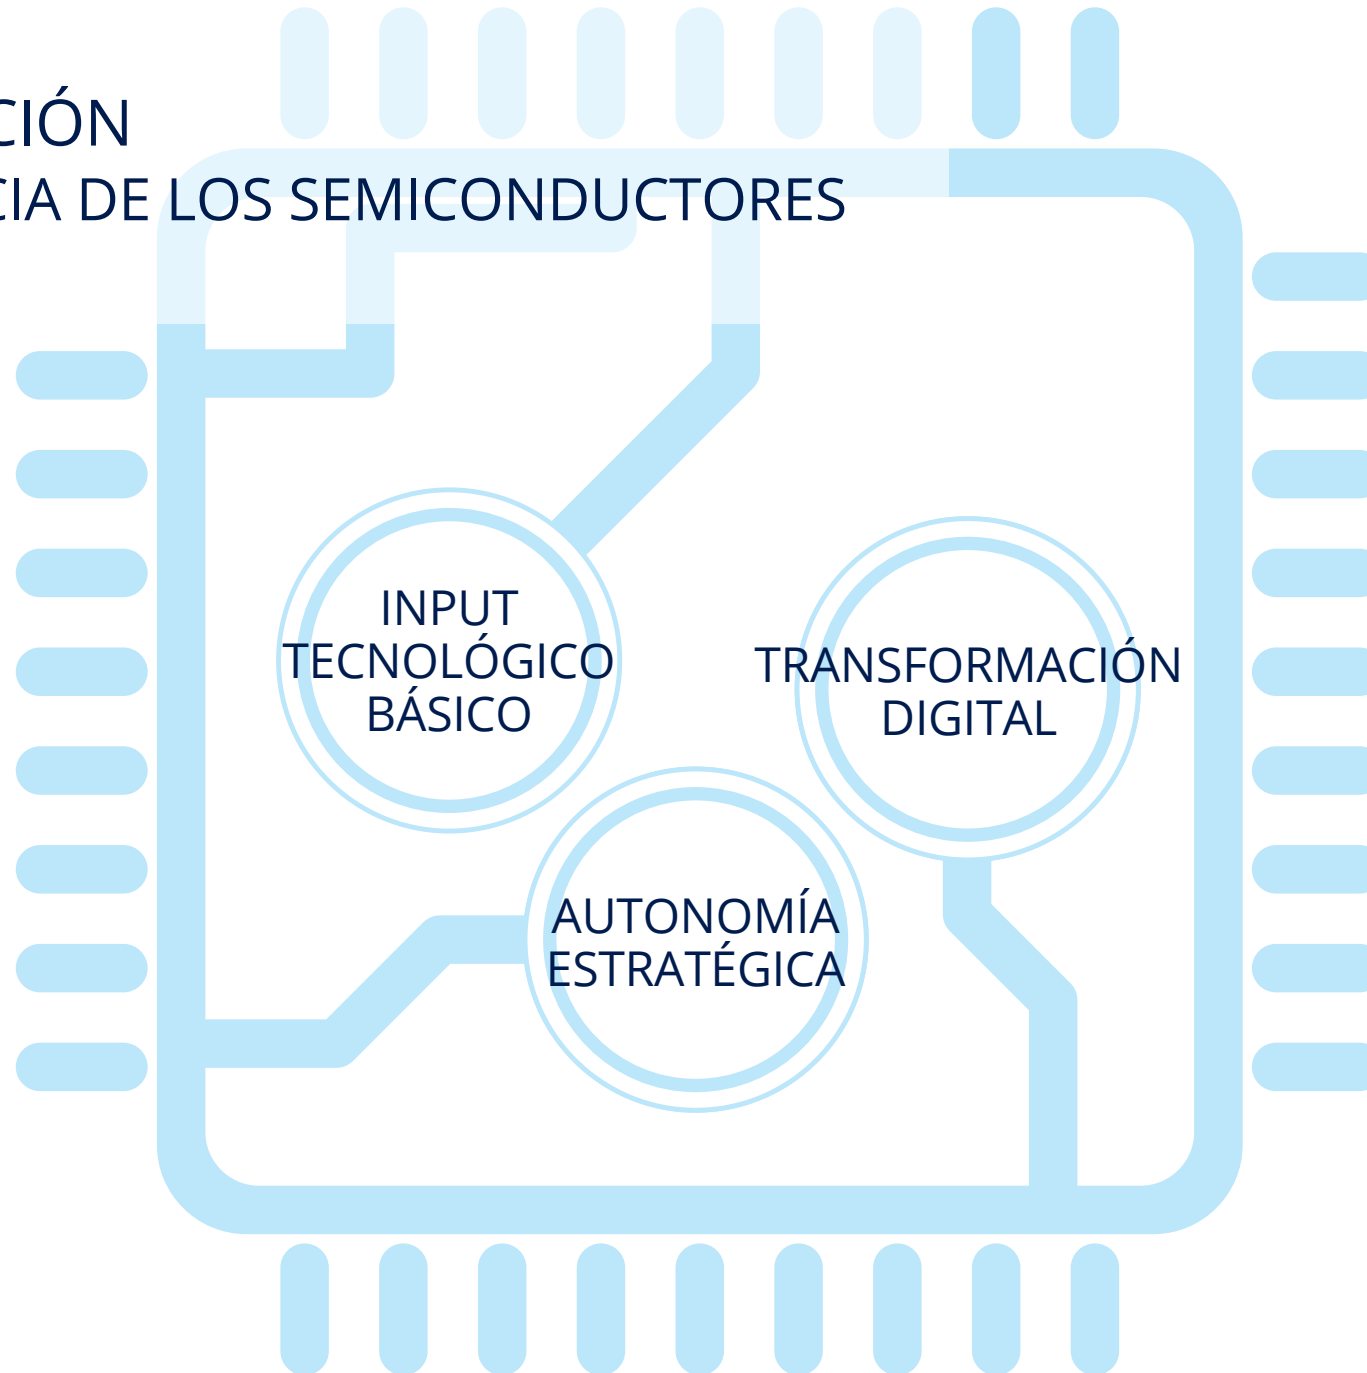 CIÓN
CIA DE LOS SEMICONDUCTORES
INPUT
TECNOLÓGICO
BÁSICO
TRANSFORMACIÓN
DIGITAL
AUTONOMÍA
ESTRATÉGICA